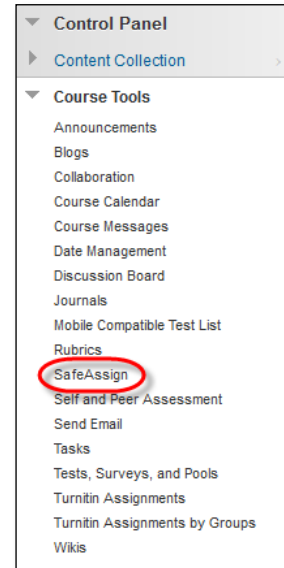 Control Panel
Content Collection
Course Tools
Announcements
Blogs
Collaboration
Course Calendar
Course Messages
Date Management
Discussion Board
Journals
Mobile Compatible Test List
Rubrics
SafeAssign
Self and Peer Assessment
Send Email
Tasks
Tests, Surveys, and Pools
Turnitin Assignments
Turnitin Assignments by Groups
Wikis